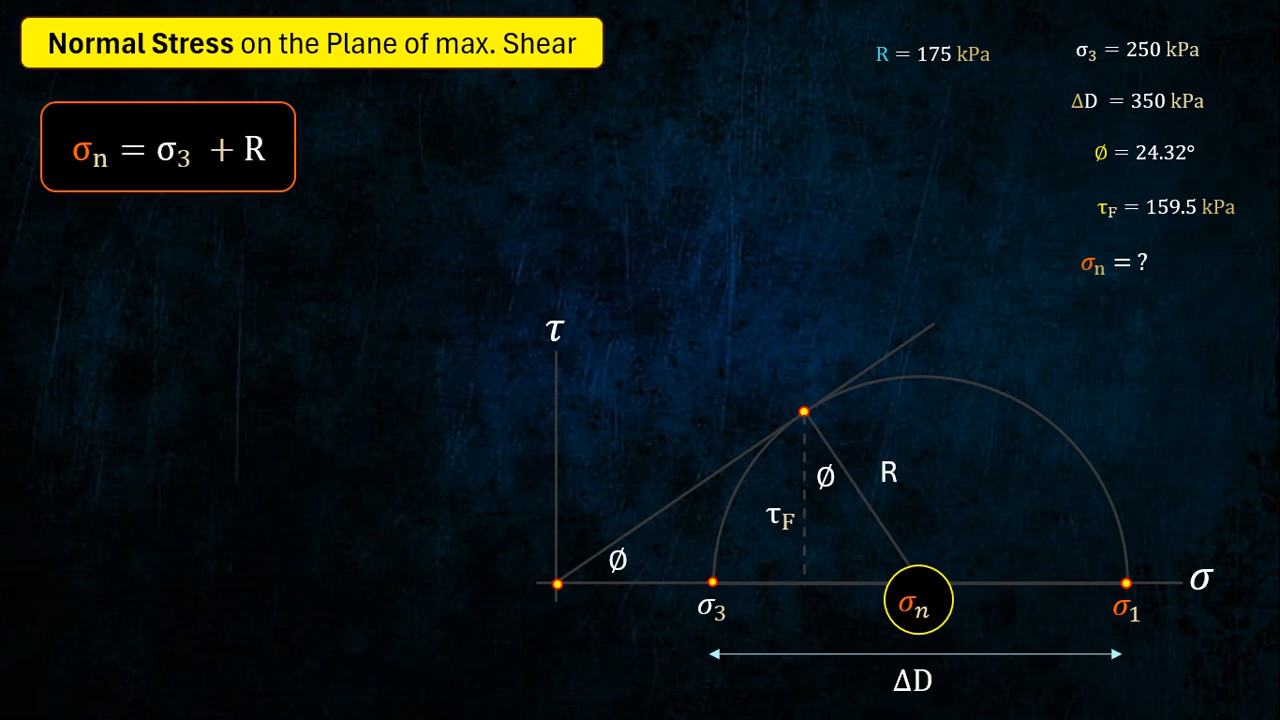 Normal Stress on the Plane of max. Shear
σn = σ3 + R
R = 175 kPa
σ3 = 250 kPa
ΔD = 350 kPa
Ø = 24.32°
τF = 159.5 kPa
σn = ?
τ
Ø
R
τF
Ø
σ
σ3
σn
σ1
ΔD